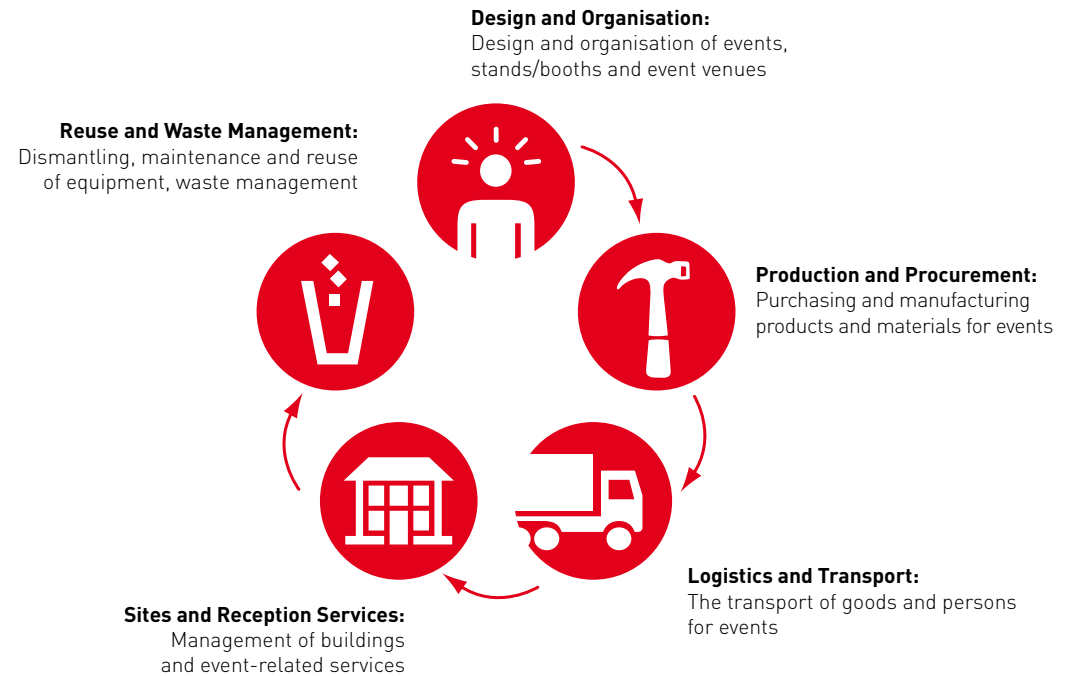 Design and Organisation:
Design and organisation of events,
stands/booths and event venues
Reuse and Waste Management:
Dismantling, maintenance and reuse
of equipment, waste management
Production and Procurement:
Purchasing and manufacturing
products and materials for events
Logistics and Transport:
The transport of goods and persons
for events
Sites and Reception Services:
Management of buildings
and event-related services